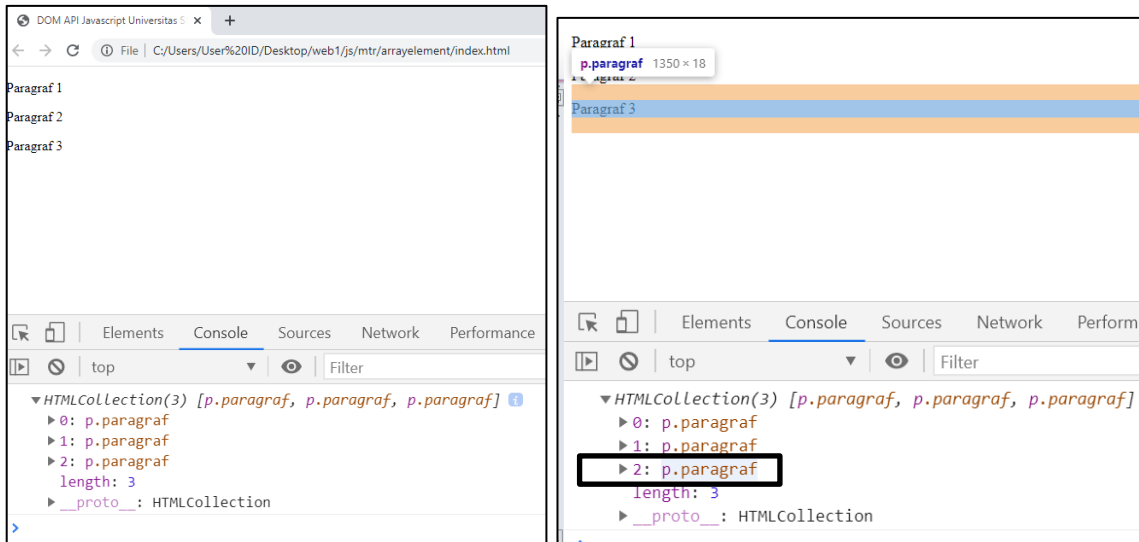 DOM API Javascript Universitas S
File | C:/Users/User%20ID/Desktop/web1/js/mtr/arrayelement/index.html
Paragraf 1
Paragraf 2
Paragraf 3
Elements Console Sources Network Performance
top Filter
HTMLCollection(3) [p.paragraf, p.paragraf, p.paragraf]
0: p.paragraf
1: p.paragraf
2: p.paragraf
length: 3
__proto__: HTMLCollection
Paragraf 1
p.paragraf 1350 × 18
Paragraf 2
Paragraf 3
Elements Console Sources Network Perform
top Filter
HTMLCollection(3) [p.paragraf, p.paragraf, p.paragraf]
0: p.paragraf
1: p.paragraf
2: p.paragraf
length: 3
__proto__: HTMLCollection